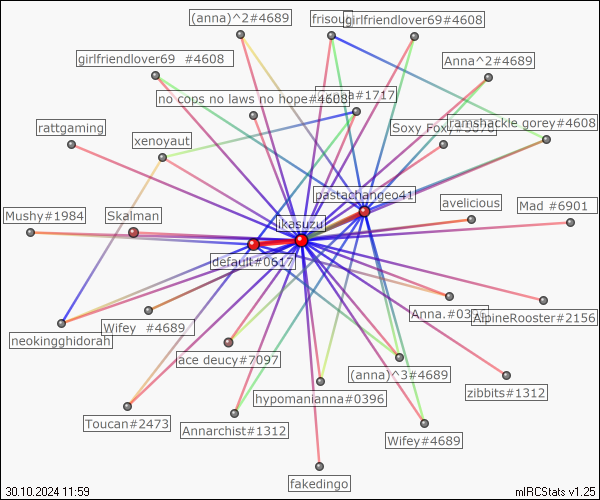 (anna)^2#4689
frisou
girlfriendlover69#4608
girlfriendlover69 #4608
Anna^2#4689
no cops no laws no hope#4608
#1717
rattgaming
xenoyaut
Soxy Foxy
ramshackle gorey#4608
pastachangeo41
Mushy#1984
Skalman
ikasuzu
avelicious
Mad #6901
default#0617
neokingghidorah
Wifey #4689
Anna.#03
AlpineRooster#2156
ace deucy#7097
(anna)^3#4689
hypomanianna#0396
zibbits#1312
Toucan#2473
Annarchist#1312
Wifey#4689
fakedingo
30.10.2024 11:59
mIRCStats v1.25